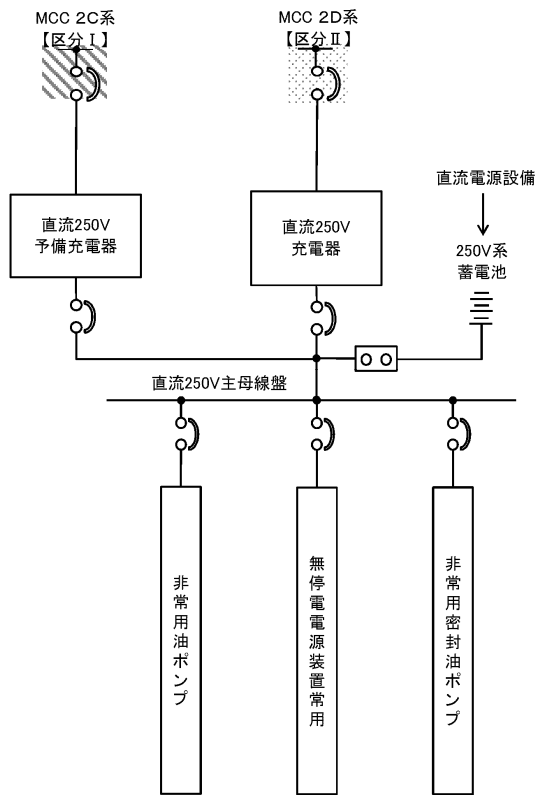 MCC 2C系
【区分Ⅰ】
MCC 2D系
【区分Ⅱ】
直流電源設備
250V系
蓄電池
直流250V
予備充電器
直流250V
充電器
直流250V主母線盤
非常用油ポンプ
無停電電源装置常用
非常用密封油ポンプ